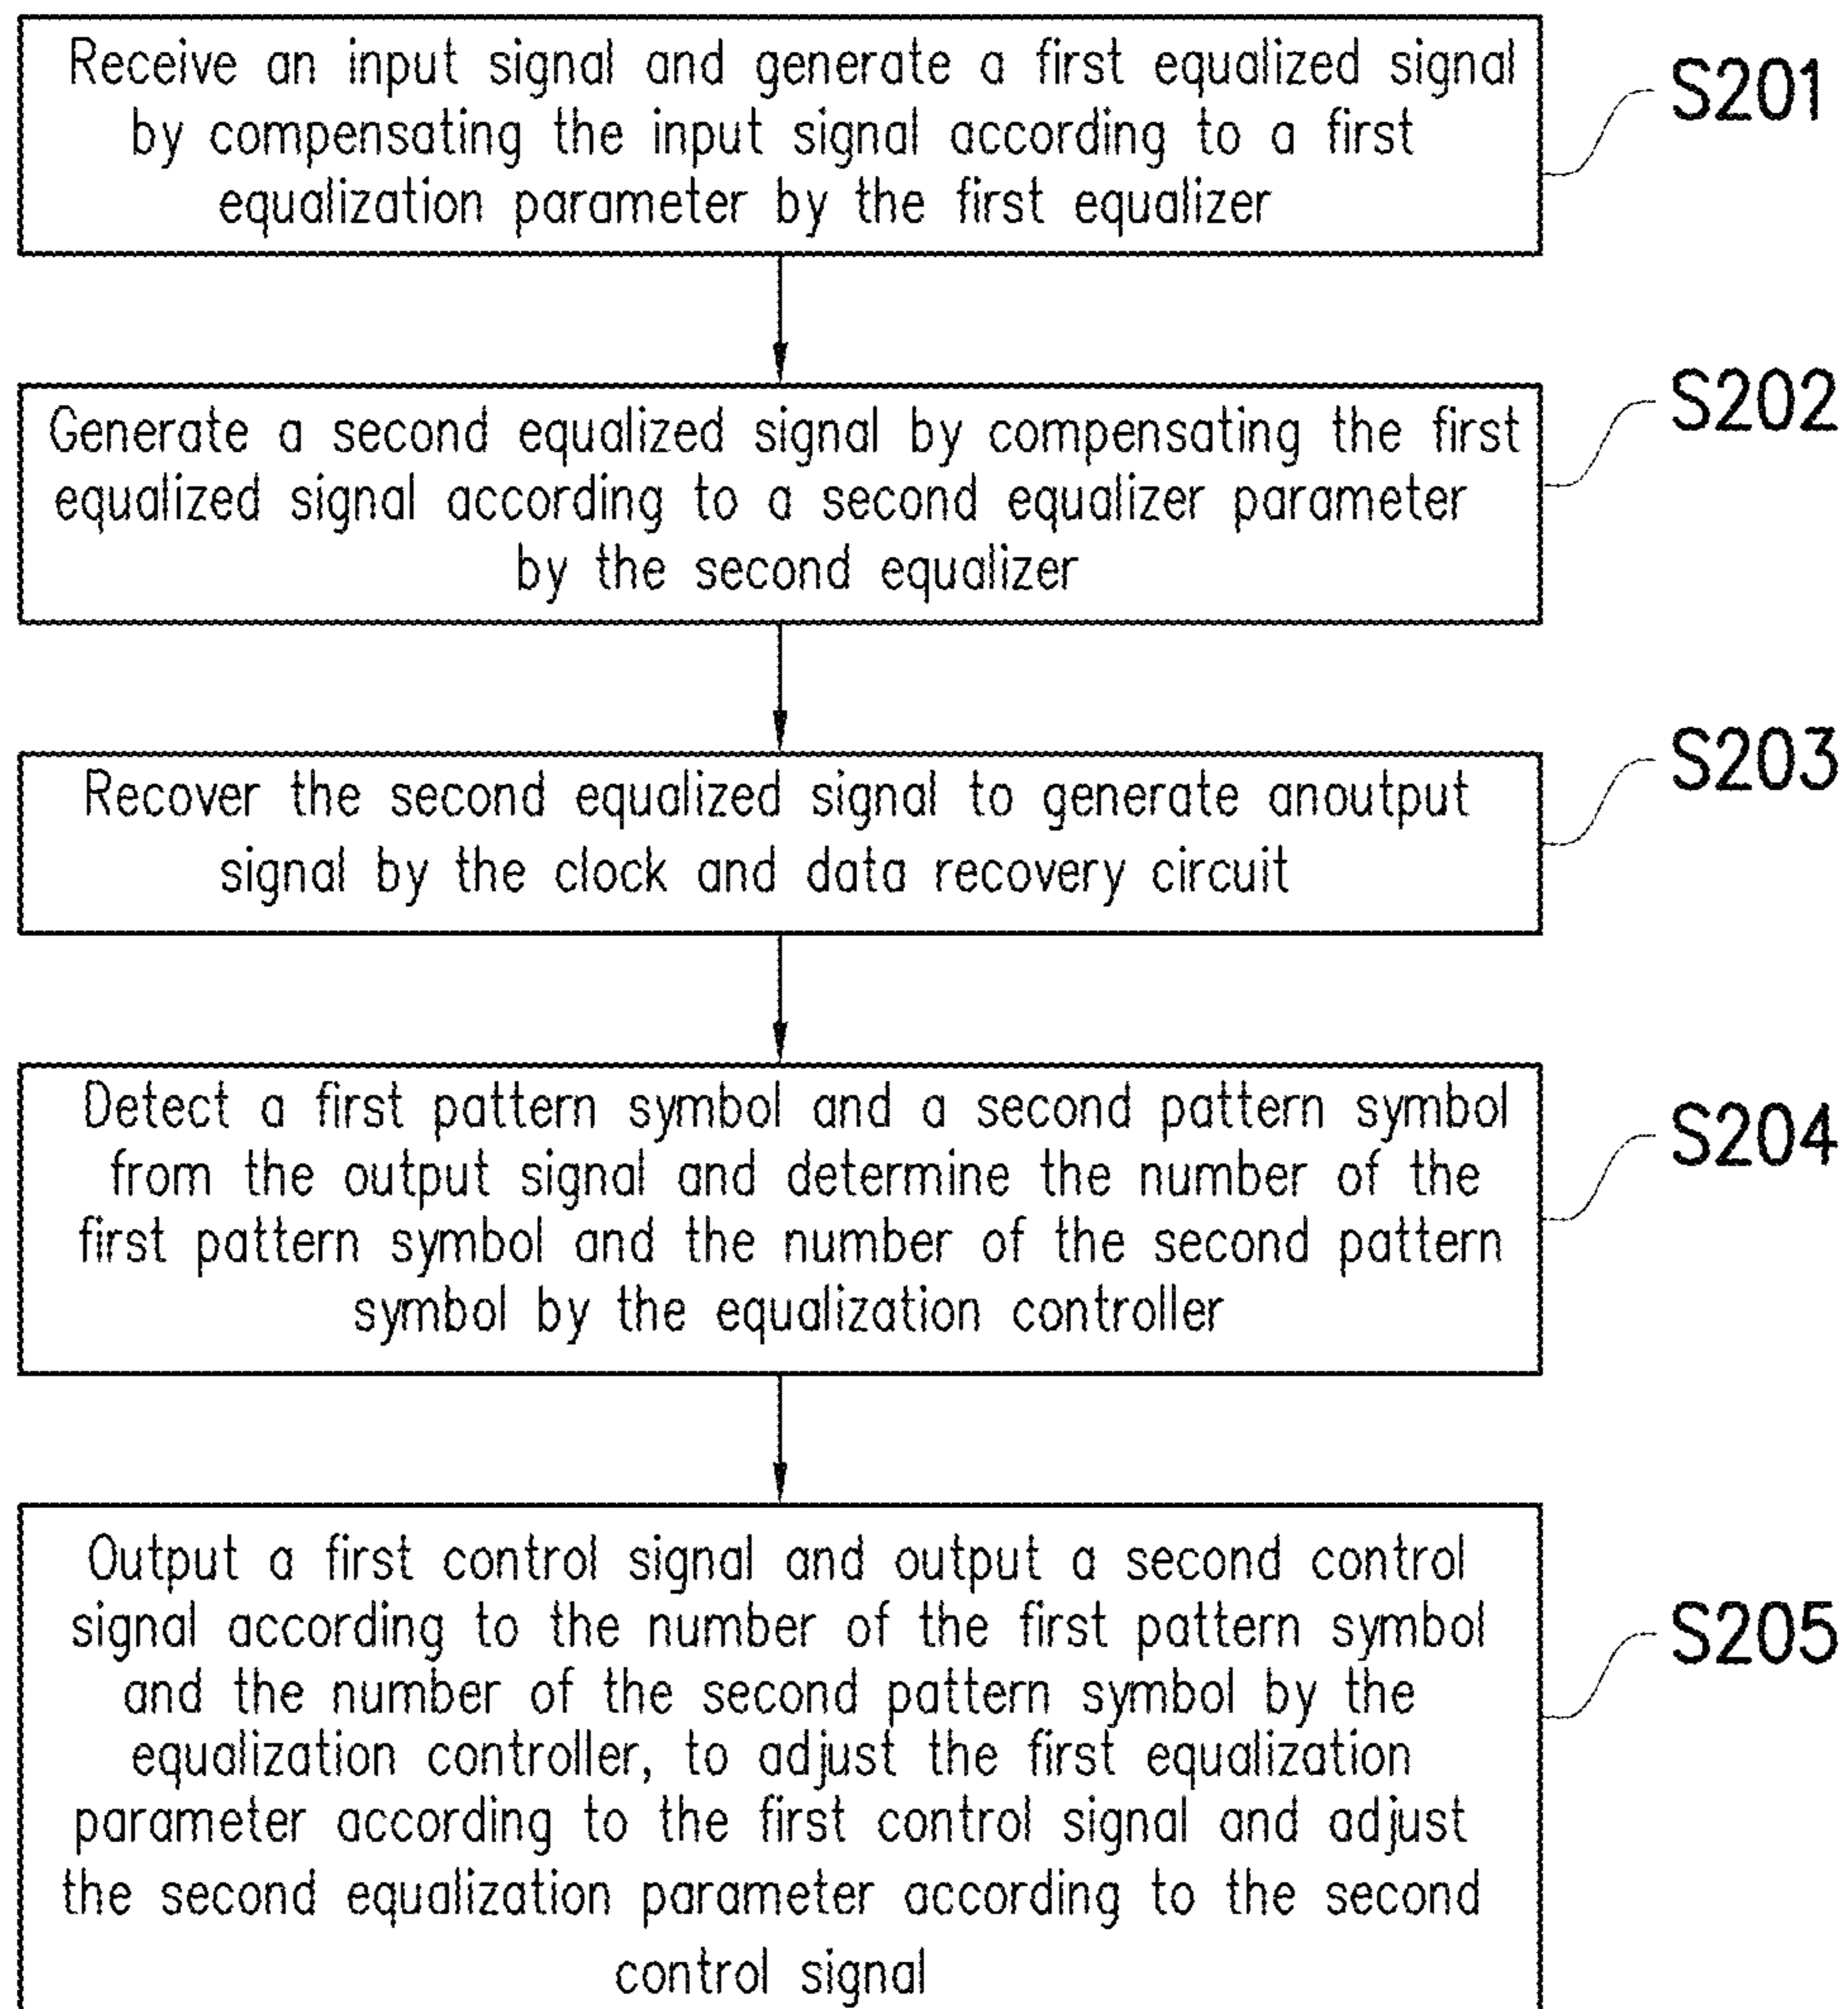 Receive an input signal and generate a first equalized signal
by compensating the input signal according to a first
equalization parameter by the first equalizer
S201
Generate a second equalized signal by compensating the first
equalized signal according to a second equalizer parameter
by the second equalizer
S202
Recover the second equalized signal to generate anoutput
signal by the clock and data recovery circuit
S203
Detect a first pattern symbol and a second pattern symbol
from the output signal and determine the number of the
first pattern symbol and the number of the second pattern
symbol by the equalization controller
S204
Output a first control signal and output a second control
signal according to the number of the first pattern symbol
and the number of the second pattern symbol by the
equalization controller, to adjust the first equalization
parameter according to the first control signal and adjust
the second equalization parameter according to the second
control signal
S205